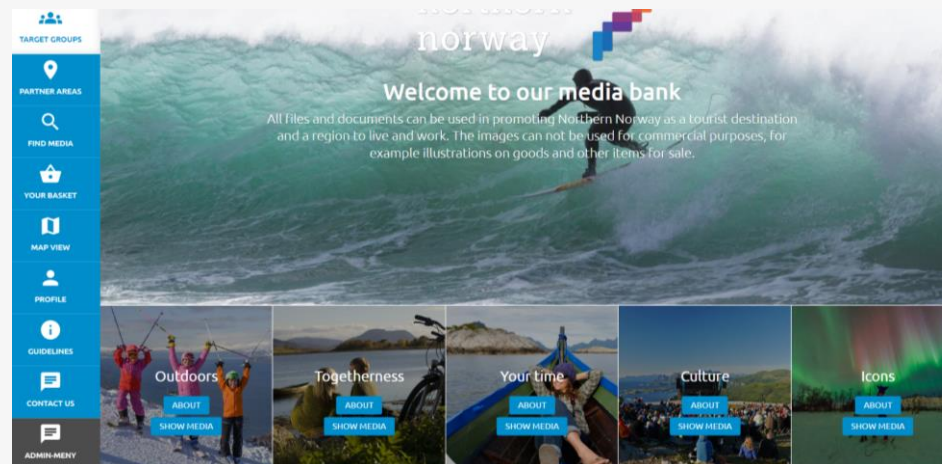 TARGET GROUPS
PARTNER AREAS
FIND MEDIA
YOUR BASKET
MAP VIEW
PROFILE
GUIDELINES
CONTACT US
ADMIN-MENY
northern
norway
Welcome to our media bank
All files and documents can be used in promoting Northern Norway as a tourist destination
and a region to live and work. The images can not be used for commercial purposes, for
example illustrations on goods and other items for sale.
Outdoors
ABOUT
SHOW MEDIA
Togetherness
ABOUT
SHOW MEDIA
Your time
ABOUT
SHOW MEDIA
Culture
ABOUT
SHOW MEDIA
Icons
ABOUT
SHOW MEDIA